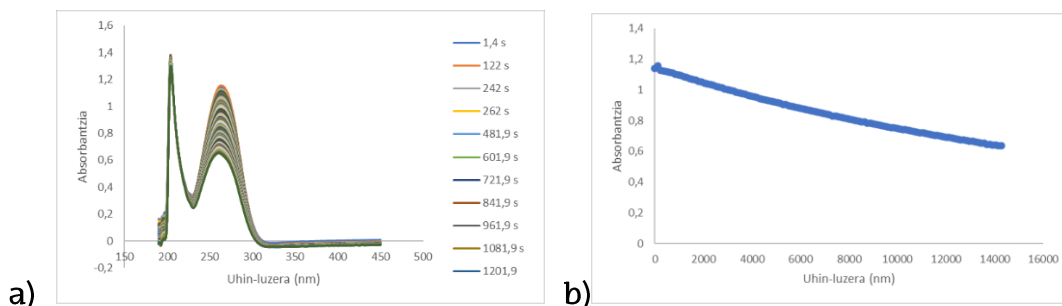 1,6
1,4
1,2
1
0,8
0,6
0,4
0,2
0
-0,2
150 200 250 300 350 400 450 500
Absorbantzia
Uhin-luzera (nm)
1,4 s
122 s
242 s
262 s
481,9 s
601,9 s
721,9 s
841,9 s
961,9 s
1081,9 s
1201,9
a)
1,4
1,2
1
0,8
0,6
0,4
0,2
0
0 2000 4000 6000 8000 10000 12000 14000 16000
Absorbantzia
Uhin-luzera (nm)
b)